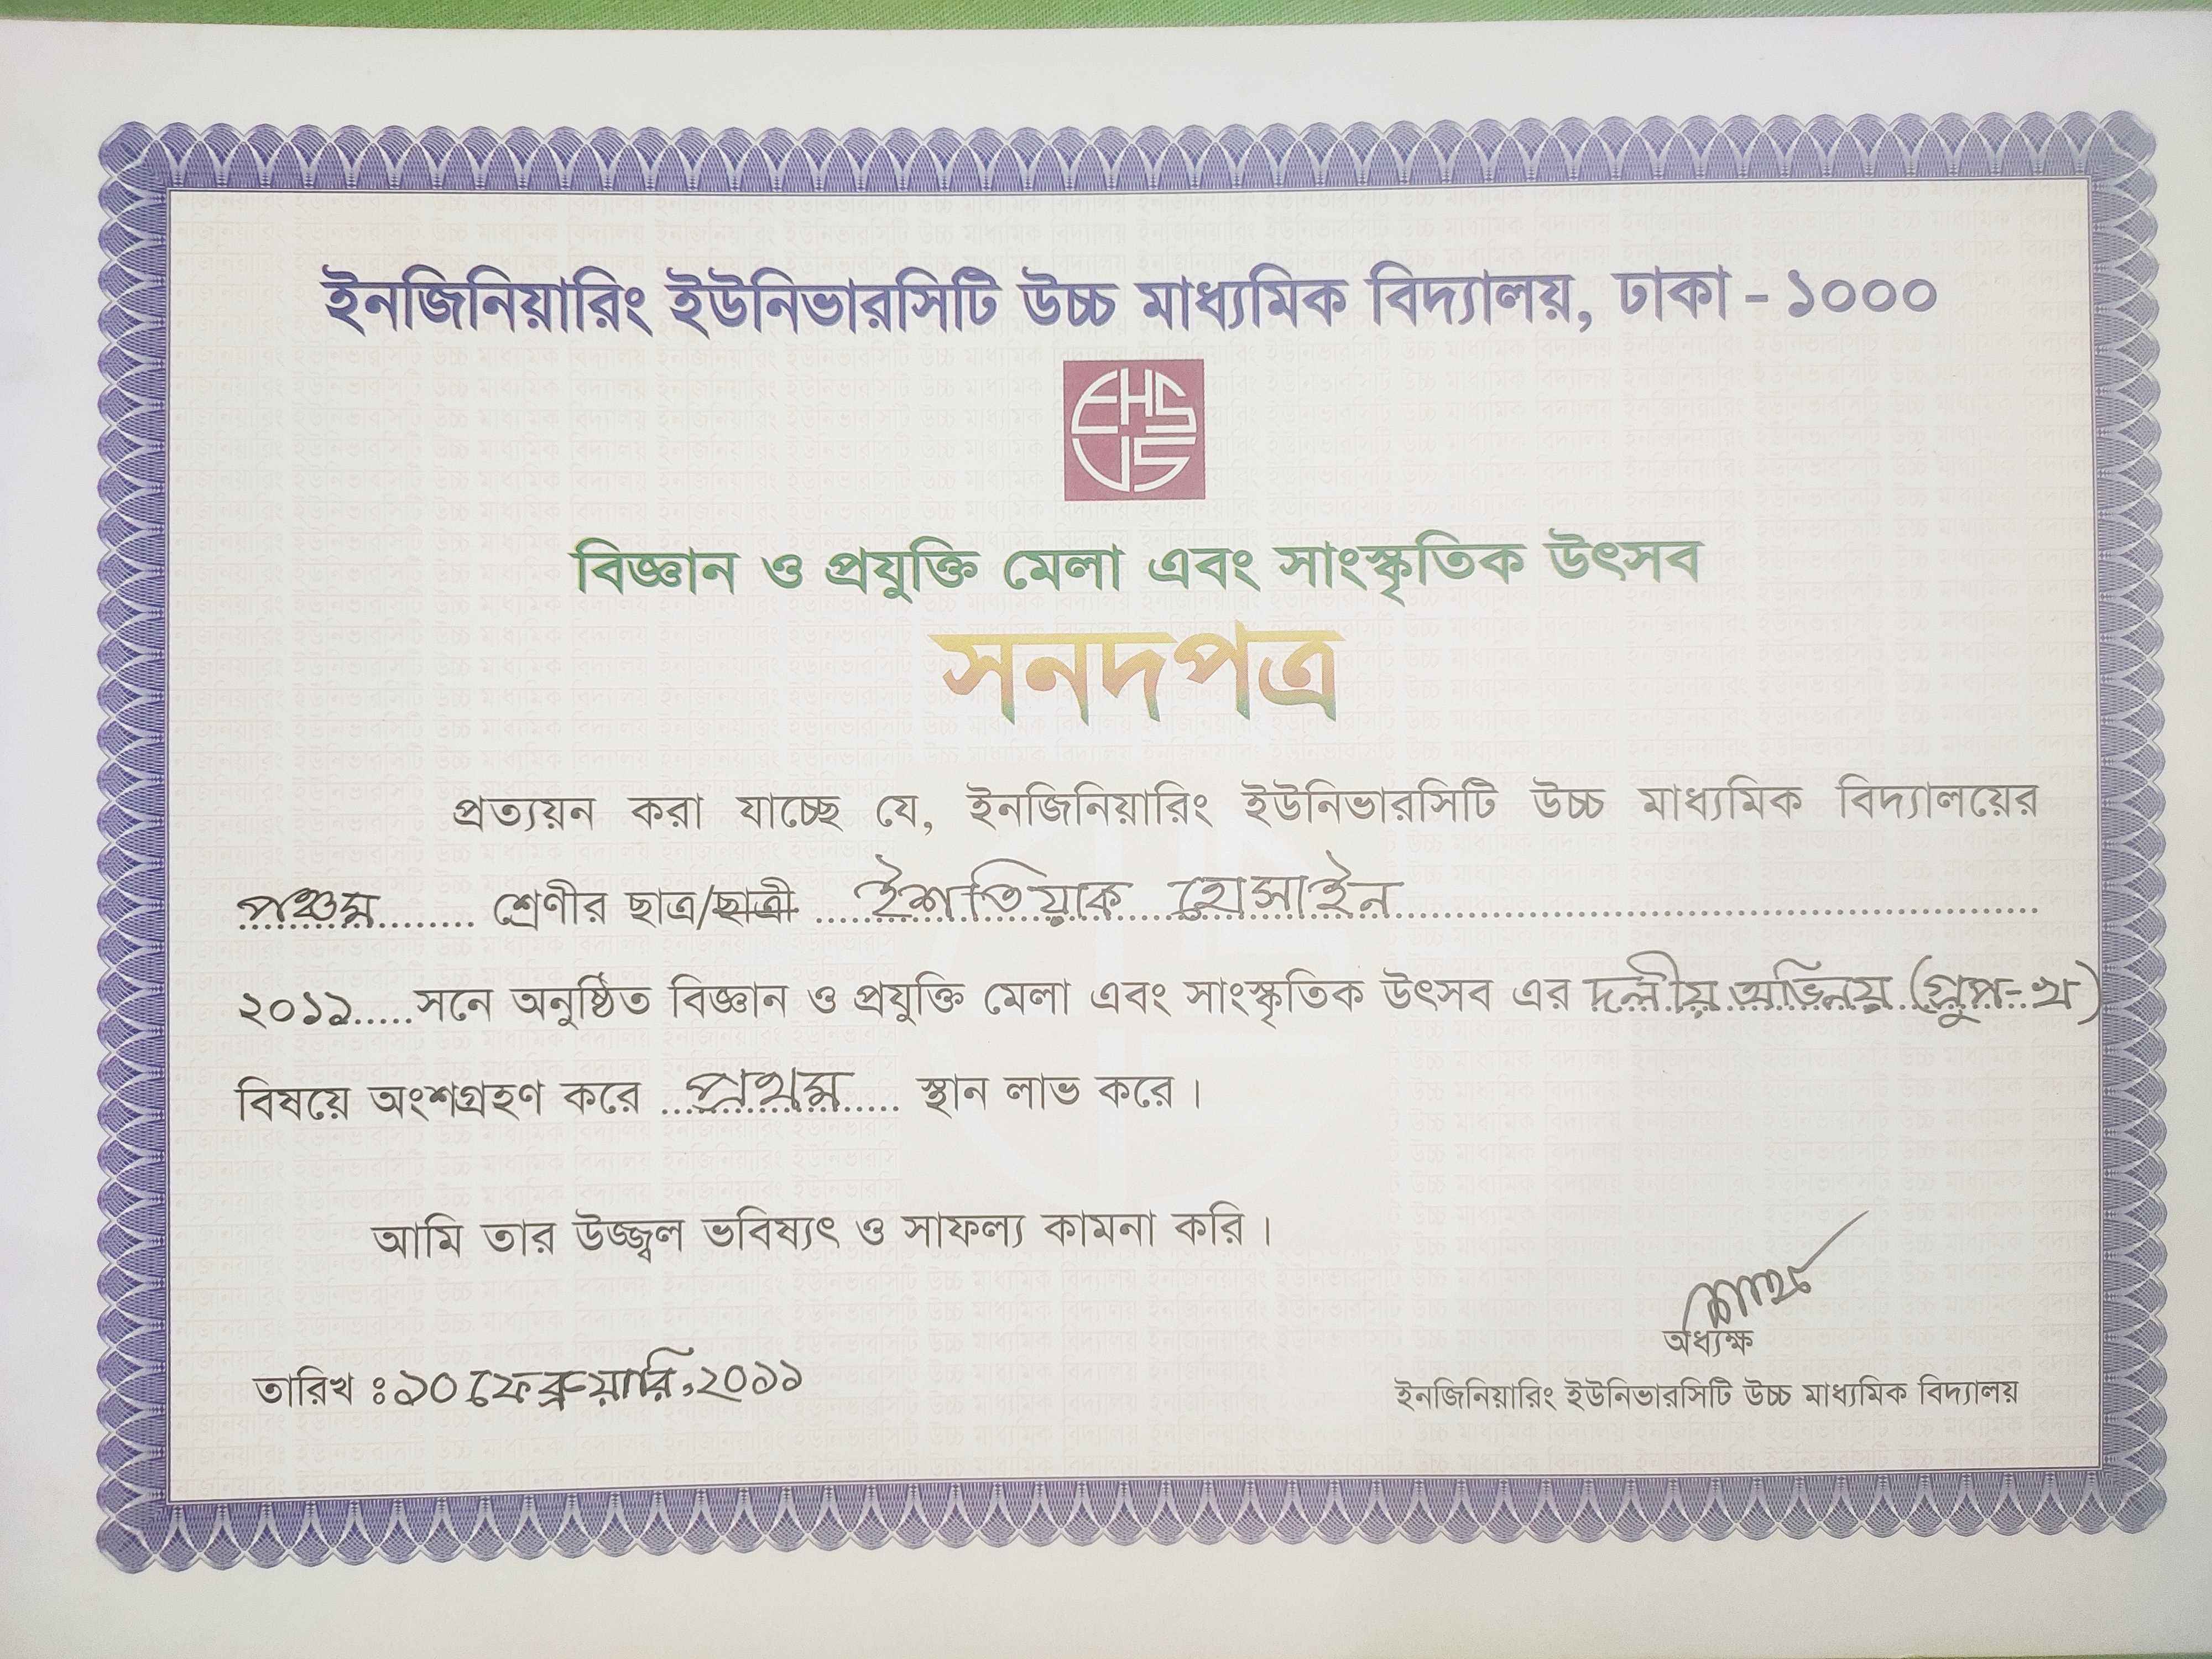 ইনজিনিয়ারিং ইউনিভারসিটি উচ্চ মাধ্যমিক বিদ্যালয়, ঢাকা - ১০০০
EHS
US
বিজ্ঞান ও প্রযুক্তি মেলা এবং সাংস্কৃতিক উৎসব
সনদপত্র
প্রত্যয়ন করা যাচ্ছে যে, ইনজিনিয়ারিং ইউনিভারসিটি উচ্চ মাধ্যমিক বিদ্যালয়ের
পঞ্চম........ শ্রেণীর ছাত্র/ছাত্রী .....ইশতিয়াক হোসাইন.....
২০১১.....সনে অনুষ্ঠিত বিজ্ঞান ও প্রযুক্তি মেলা এবং সাংস্কৃতিক উৎসব এর দলীয় অভিনয় (গ্রুপ-খ)
বিষয়ে অংশগ্রহণ করে ...প্রথম..... স্থান লাভ করে।
আমি তার উজ্জ্বল ভবিষ্যৎ ও সাফল্য কামনা করি।
অধ্যক্ষ
তারিখ ঃ ১০ ফেব্রুয়ারি, ২০১১
ইনজিনিয়ারিং ইউনিভারসিটি উচ্চ মাধ্যমিক বিদ্যালয়